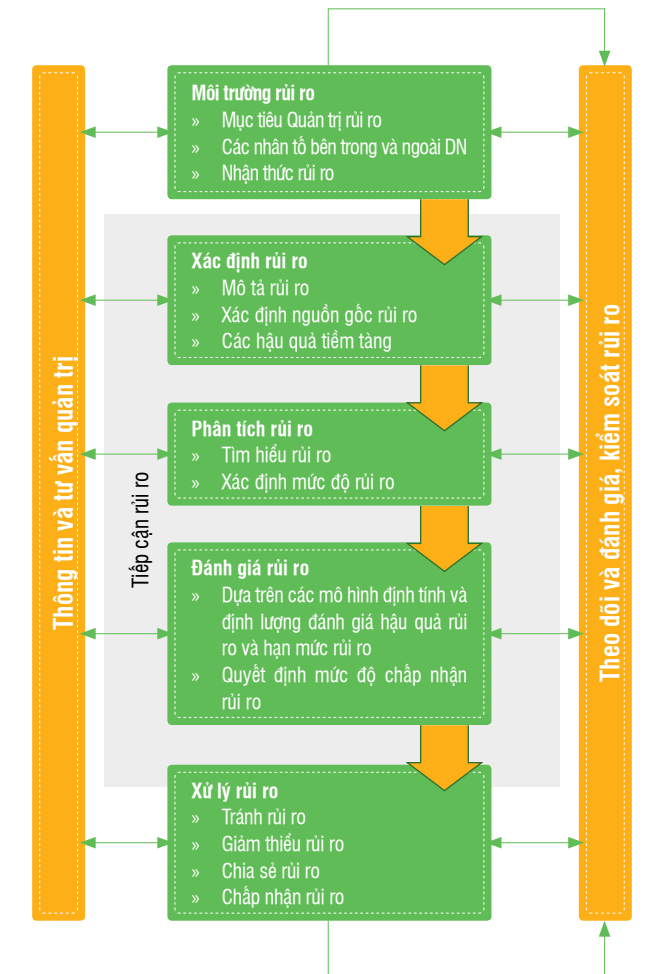 Môi trường rủi ro
» Mục tiêu Quản trị rủi ro
» Các nhân tố bên trong và ngoài DN
» Nhận thức rủi ro
Xác định rủi ro
» Mô tả rủi ro
» Xác định nguồn gốc rủi ro
» Các hậu quả tiềm tàng
Phân tích rủi ro
» Tìm hiểu rủi ro
» Xác định mức độ rủi ro
Đánh giá rủi ro
» Dựa trên các mô hình định tính và
định lượng đánh giá hậu quả rủi
ro và hạn mức rủi ro
» Quyết định mức độ chấp nhận
rủi ro
Xử lý rủi ro
» Tránh rủi ro
» Giảm thiểu rủi ro
» Chia sẻ rủi ro
» Chấp nhận rủi ro
Thông tin và tư vấn quản trị
Tiếp cận rủi ro
Theo dõi và đánh giá, kiểm soát rủi ro